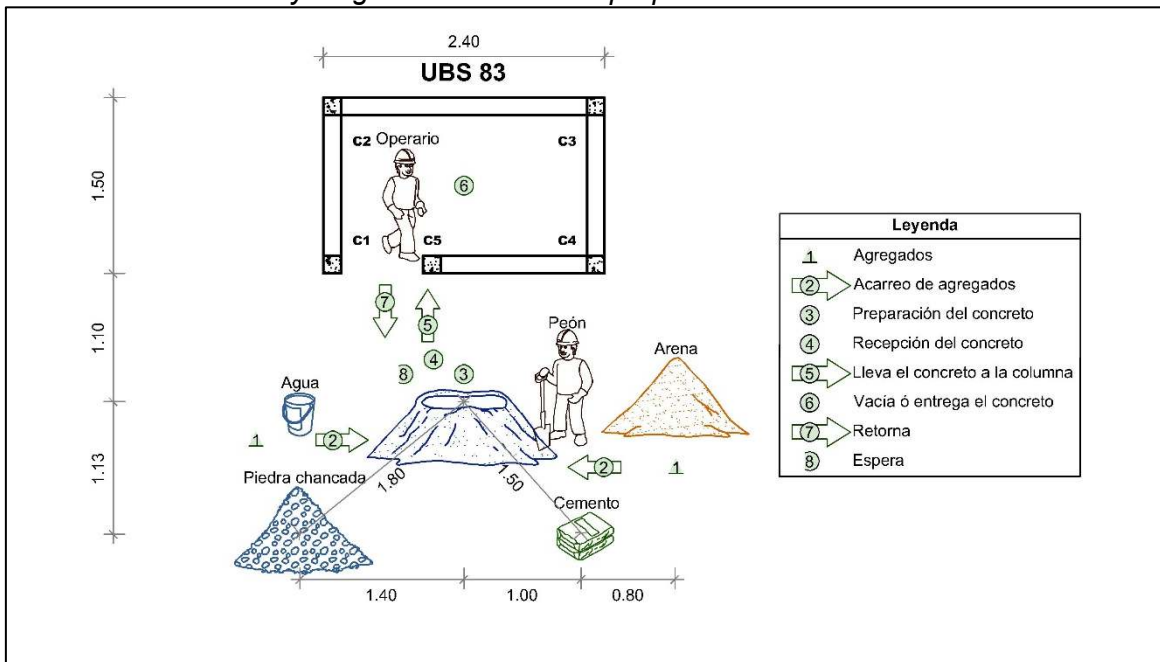 2.40
UBS 83
C2 Operario
C3
6
1.50
C1
C5
C4
7
5
Peón
1.10
4
Arena
8
3
Agua
1
2
2
1
1.13
Piedra chancada
1.80
1.50
Cemento
1.40
1.00
0.80
Leyenda
1 Agregados
2 Acarreo de agregados
3 Preparación del concreto
4 Recepción del concreto
5 Lleva el concreto a la columna
6 Vacía ó entrega el concreto
7 Retorna
8 Espera